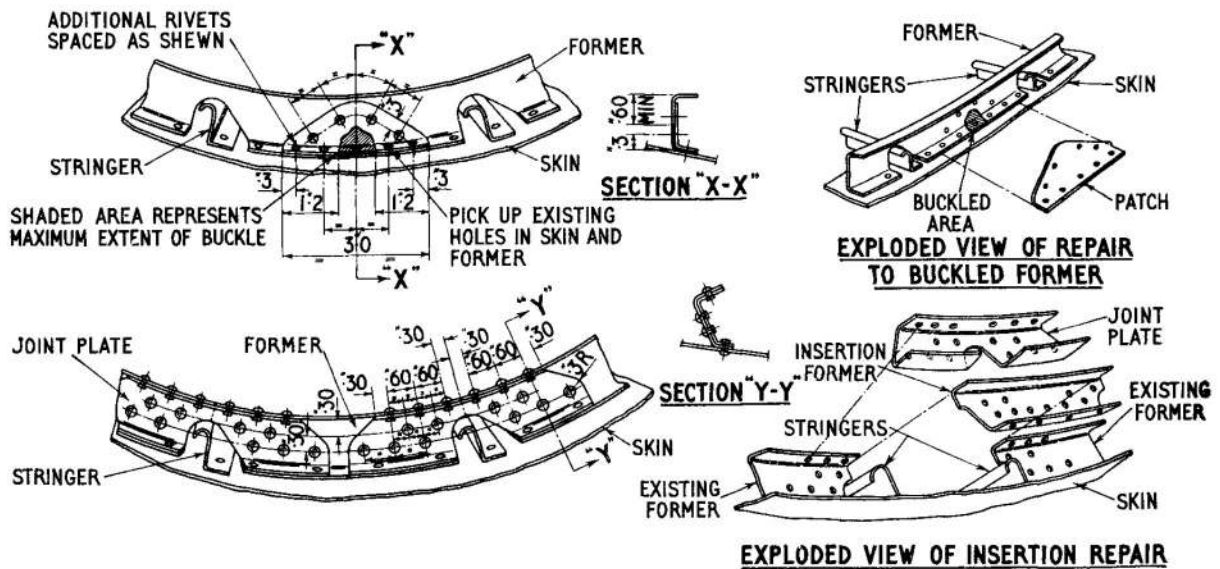 ADDITIONAL RIVETS
SPACED AS SHEWN
"X"
FORMER
·3
STRINGER
SKIN
·3
1·2
1·2
·3
SHADED AREA REPRESENTS
MAXIMUM EXTENT OF BUCKLE
3·0
PICK UP EXISTING
HOLES IN SKIN AND
FORMER
"X"
·60
MIN
·3
SECTION "X-X"
FORMER
STRINGERS
SKIN
BUCKLED
AREA
PATCH
EXPLODED VIEW OF REPAIR
TO BUCKLED FORMER
JOINT PLATE
FORMER
·30
·30
"Y"
·30
·60
·60
·30
·60
·60
·3R
·30
·30
STRINGER
SKIN
"Y"
SECTION "Y-Y"
JOINT
PLATE
INSERTION
FORMER
EXISTING
FORMER
STRINGERS
EXISTING
FORMER
SKIN
EXPLODED VIEW OF INSERTION REPAIR